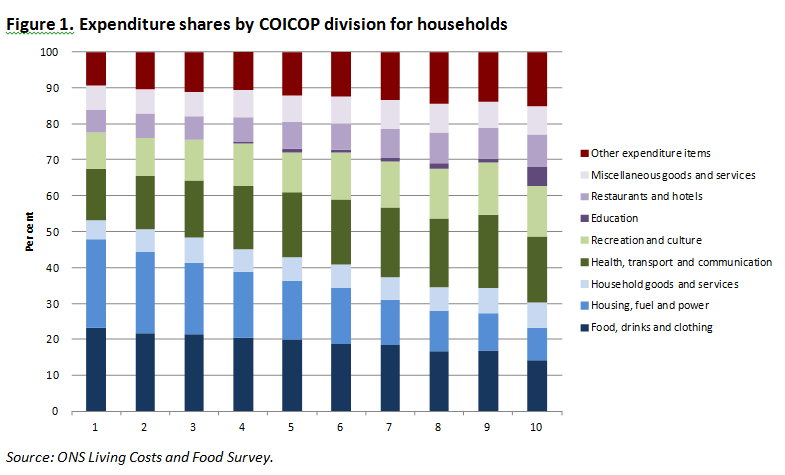 Figure 1. Expenditure shares by COICOP division for households
100
90
80
70
60
50
40
30
20
10
0
Percent
1 2 3 4 5 6 7 8 9 10
Other expenditure items
Miscellaneous goods and services
Restaurants and hotels
Education
Recreation and culture
Health, transport and communication
Household goods and services
Housing, fuel and power
Food, drinks and clothing
Source: ONS Living Costs and Food Survey.